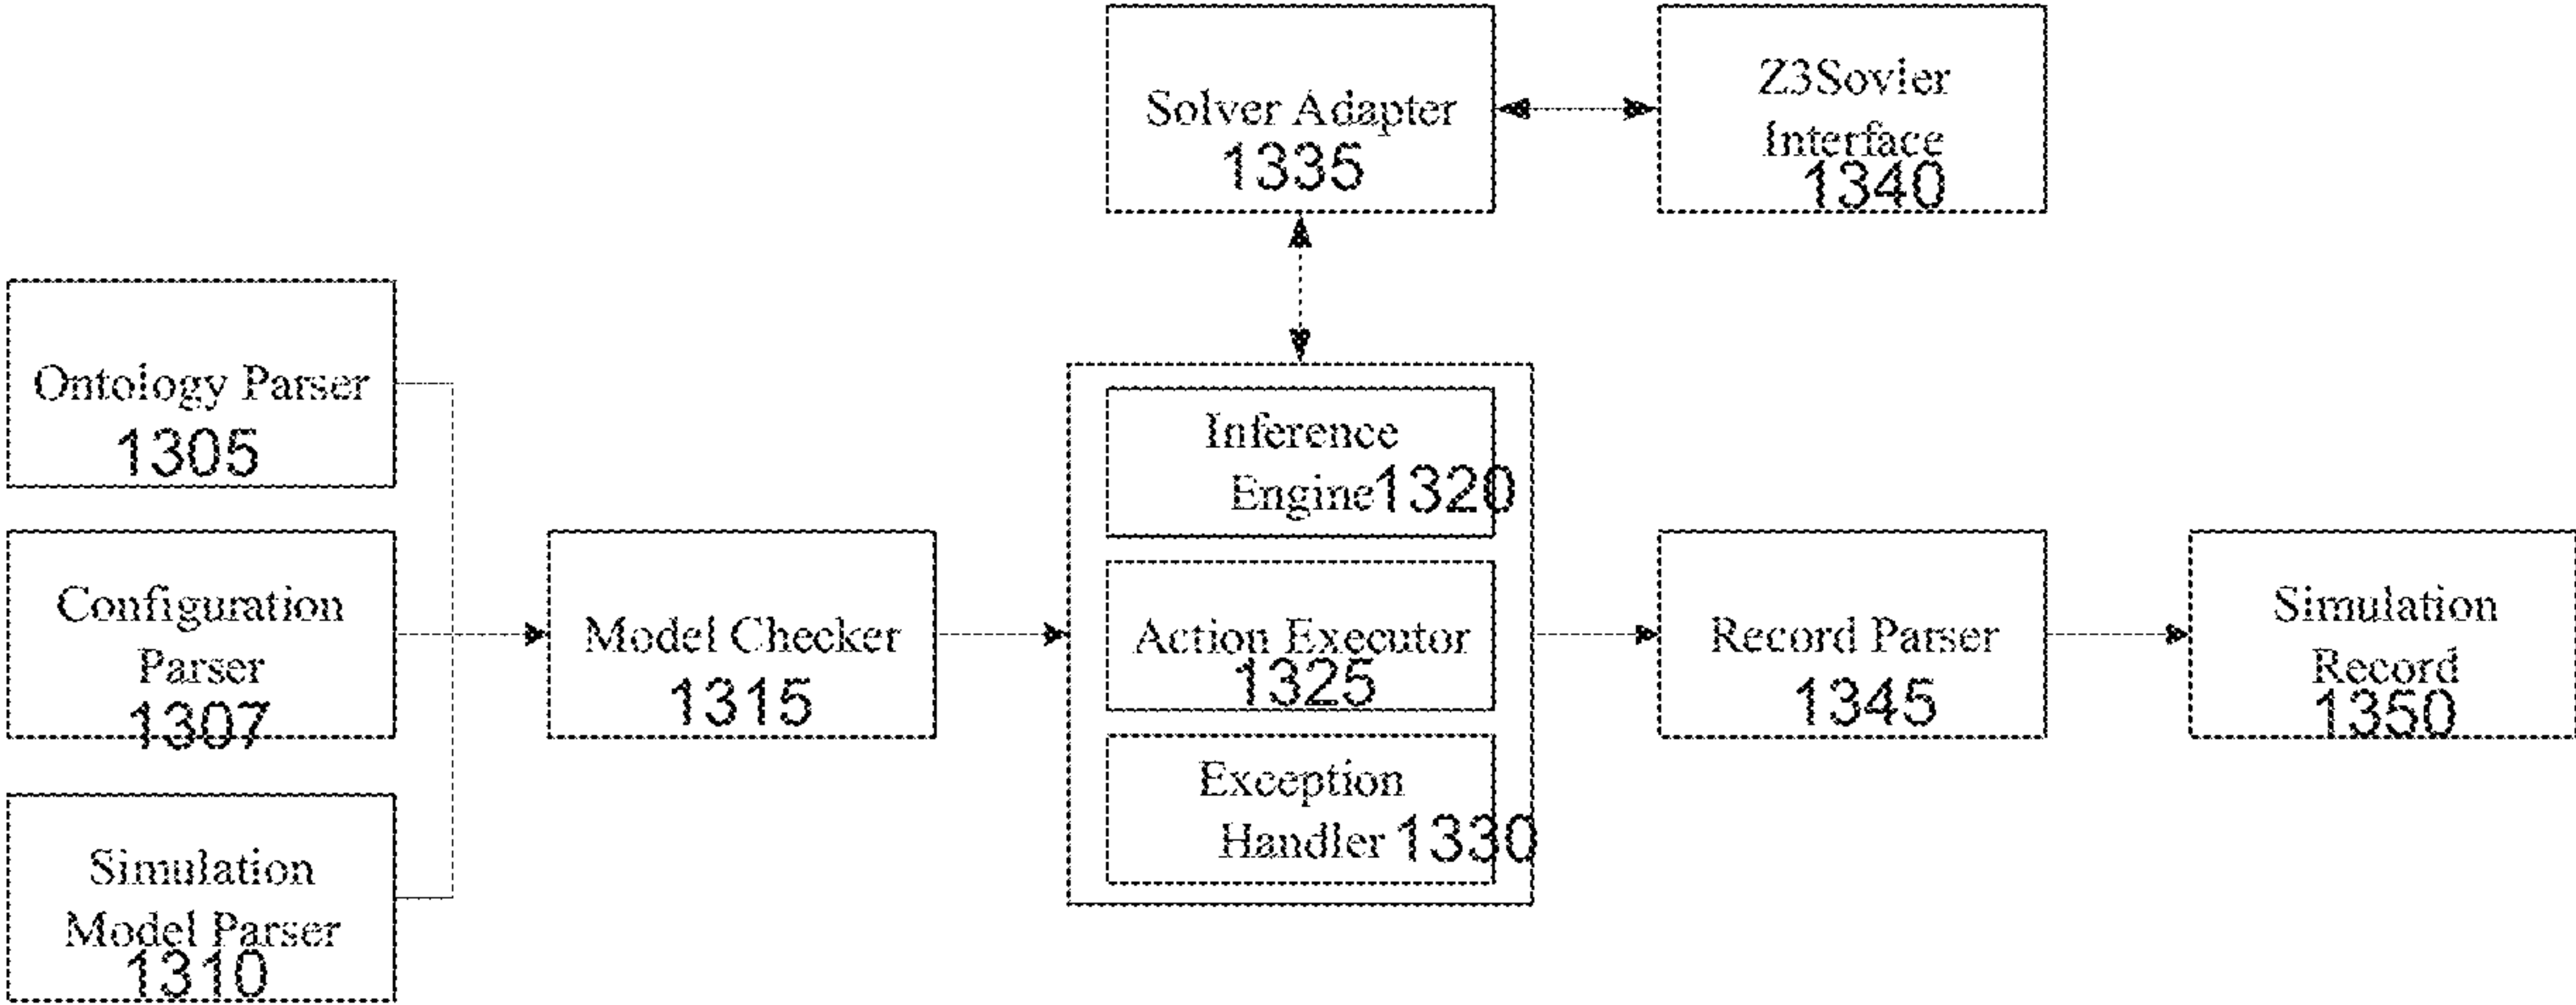 Solver Adapter
1335
Z3Sovler
Interface
1340
Ontology Parser
1305
Configuration
Parser
1307
Simulation
Model Parser
1310
Model Checker
1315
Inference
Engine1320
Action Executor
1325
Exception
Handler 1330
Record Parser
1345
Simulation
Record
1350